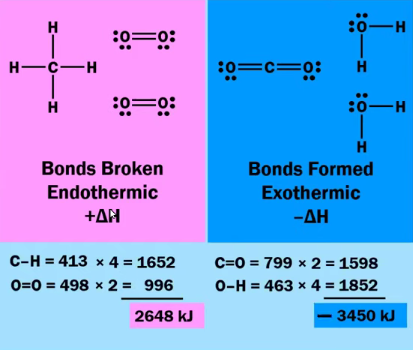 H
H—C—H
H
:O=O:
:O=O:
Bonds Broken
Endothermic
+ΔH
C–H = 413 × 4 = 1652
O=O = 498 × 2 = 996
2648 kJ
:O=C=O:
:O—H
H
:O—H
H
Bonds Formed
Exothermic
–ΔH
C=O = 799 × 2 = 1598
O–H = 463 × 4 = 1852
— 3450 kJ